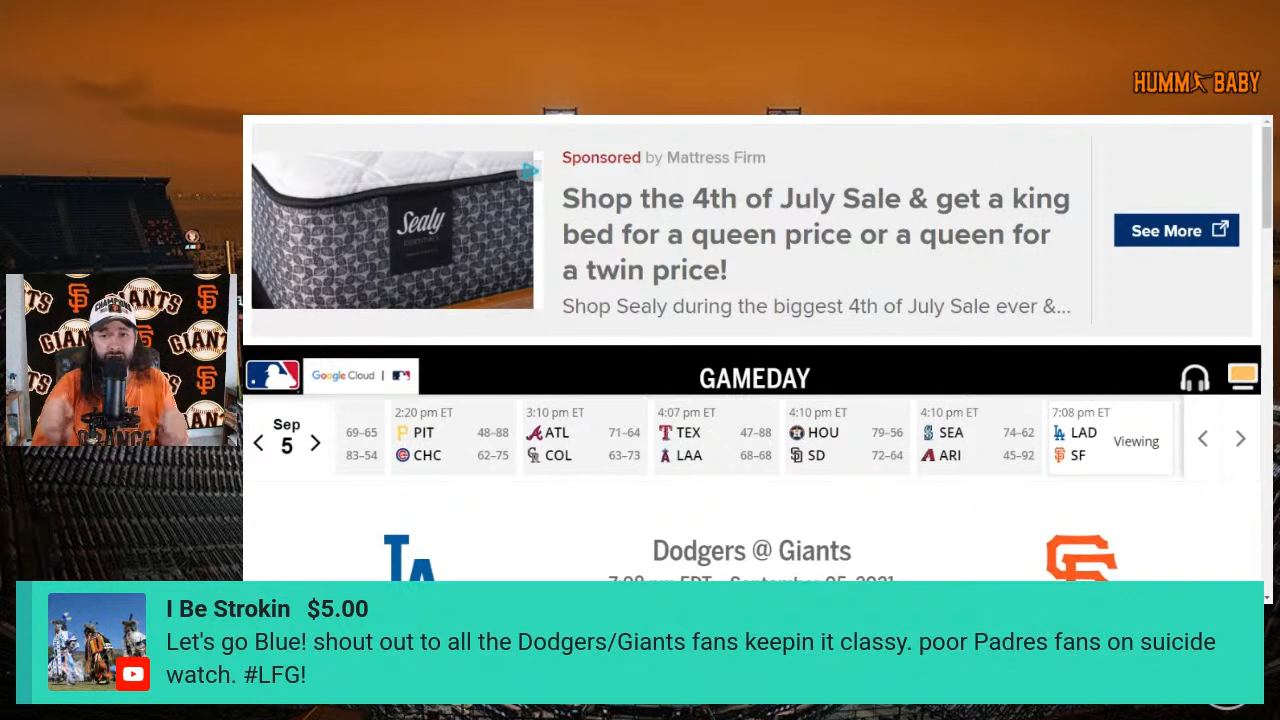 HUMM BABY
Sponsored by Mattress Firm
Shop the 4th of July Sale & get a king
bed for a queen price or a queen for
a twin price!
Shop Sealy during the biggest 4th of July Sale ever &...
See More
Sealy
Google Cloud |
GAMEDAY
Sep
5
69-65
83-54
2:20 pm ET
PIT 48-88
CHC 62-75
3:10 pm ET
ATL 71-64
COL 63-73
4:07 pm ET
TEX 47-88
LAA 68-68
4:10 pm ET
HOU 79-56
SD 72-64
4:10 pm ET
SEA 74-62
ARI 45-92
7:08 pm ET
LAD
SF
Viewing
LA
Dodgers @ Giants
SF
GIANTS
SF
GIANTS
SF
I Be Strokin $5.00
Let's go Blue! shout out to all the Dodgers/Giants fans keepin it classy. poor Padres fans on suicide
watch. #LFG!